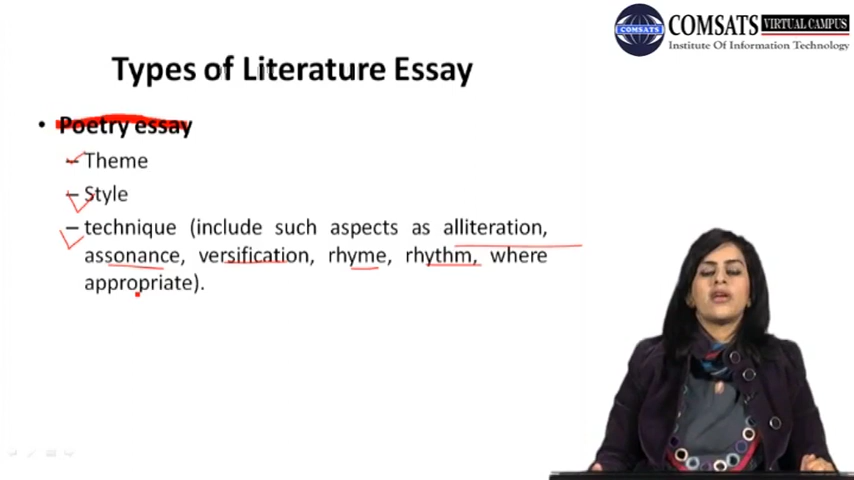 COMSATS
COMSATS VIRTUAL CAMPUS
Institute Of Information Technology
Types of Literature Essay
• Poetry essay
– Theme
– Style
– technique (include such aspects as alliteration,
assonance, versification, rhyme, rhythm, where
appropriate).